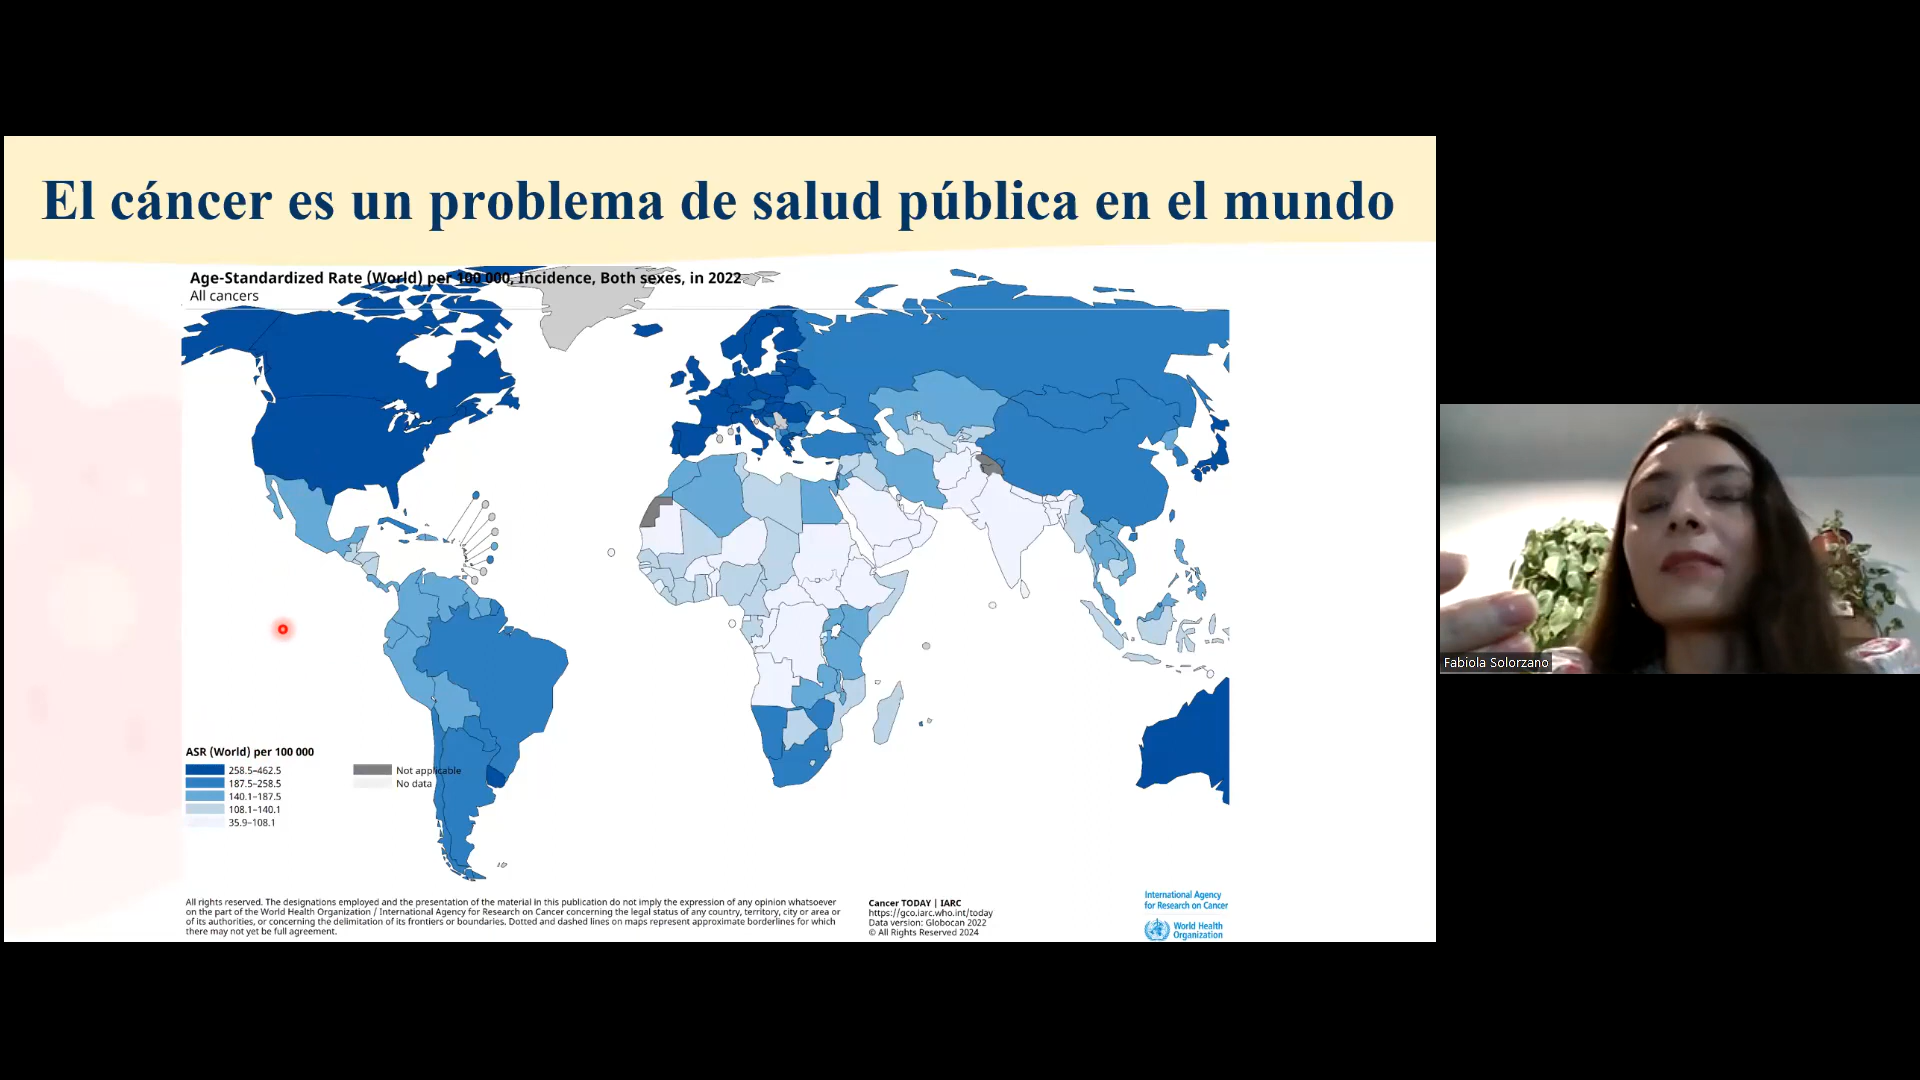 El cáncer es un problema de salud pública en el mundo
Age-Standardized Rate (World) per 100 000, Incidence, Both sexes, in 2022
All cancers
ASR (World) per 100 000
258.5–462.5
187.5–258.5
140.1–187.5
108.1–140.1
35.9–108.1
Not applicable
No data
All rights reserved. The designations employed and the presentation of the material in this publication do not imply the expression of any opinion whatsoever
on the part of the World Health Organization / International Agency for Research on Cancer concerning the legal status of any country, territory, city or area or
of its authorities, or concerning the delimitation of its frontiers or boundaries. Dotted and dashed lines on maps represent approximate borderlines for which
there may not yet be full agreement.
Cancer TODAY | IARC
https://gco.iarc.who.int/today
Data version: Globocan 2022
© All Rights Reserved 2024
International Agency
for Research on Cancer
World Health
Organization
Fabiola Solorzano